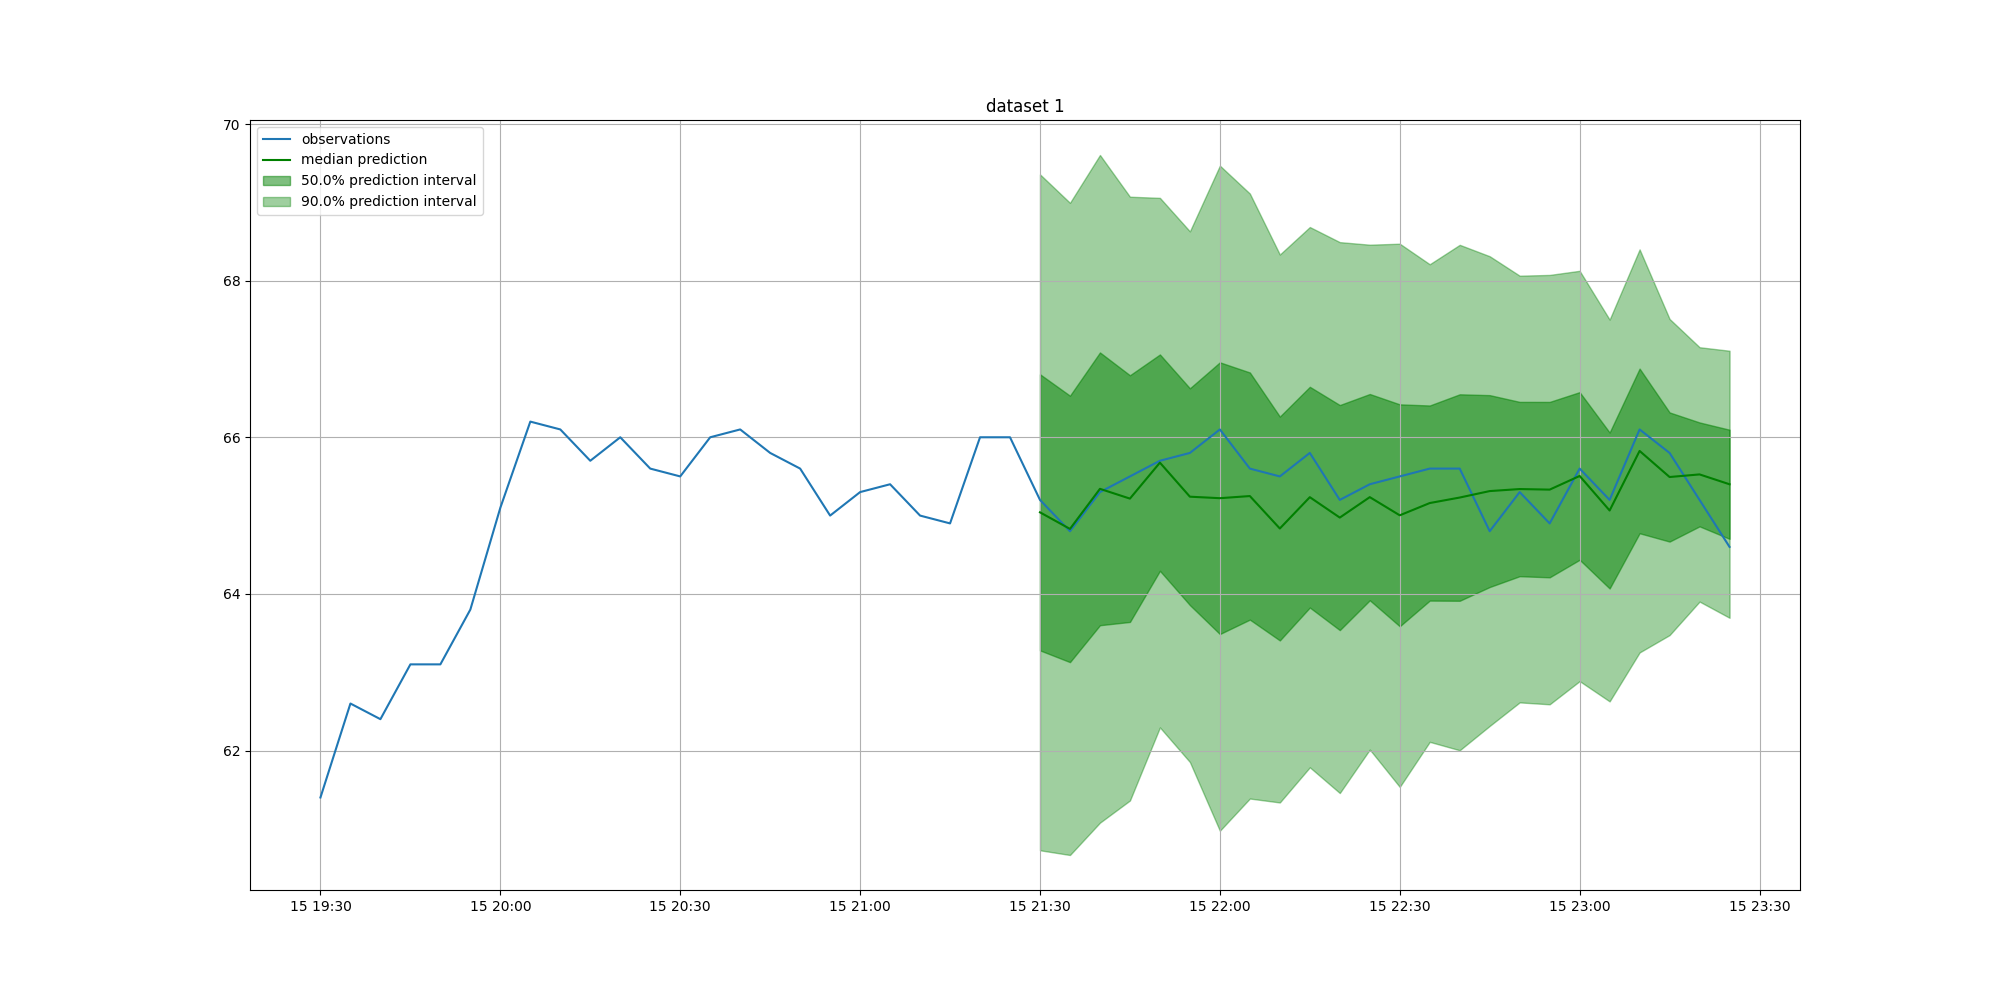 dataset 1
observations
median prediction
50.0% prediction interval
90.0% prediction interval
70
68
66
64
62
15 19:30 15 20:00 15 20:30 15 21:00 15 21:30 15 22:00 15 22:30 15 23:00 15 23:30